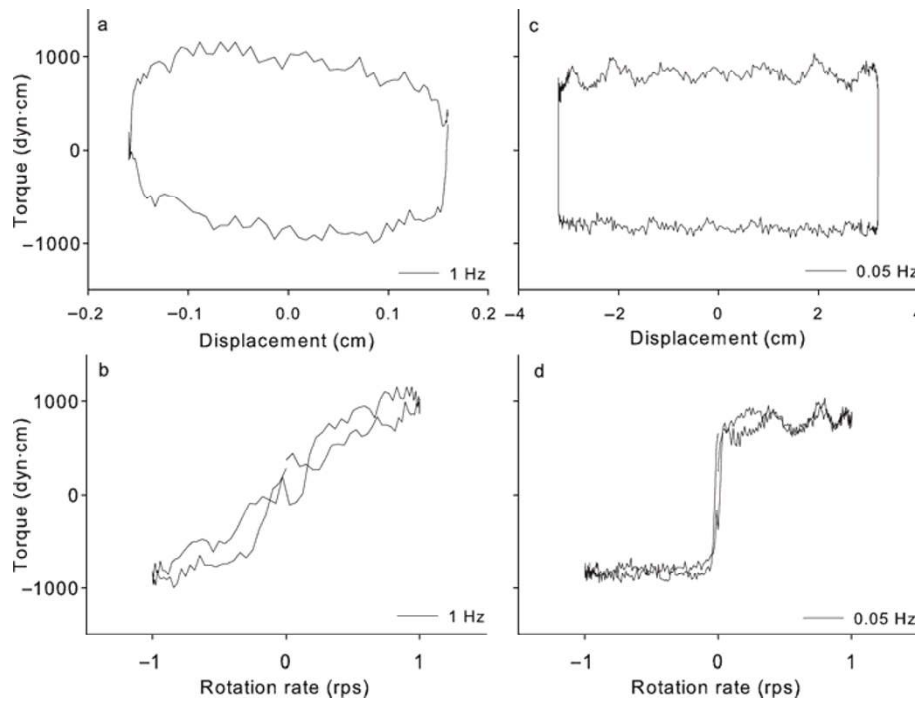 a
1000
0
−1000
Torque (dyn·cm)
1 Hz
−0.2
−0.1
0.0
0.1
0.2
Displacement (cm)
c
0.05 Hz
−4
−2
0
2
4
Displacement (cm)
b
1000
0
−1000
Torque (dyn·cm)
1 Hz
−1
0
1
Rotation rate (rps)
d
0.05 Hz
−1
0
1
Rotation rate (rps)